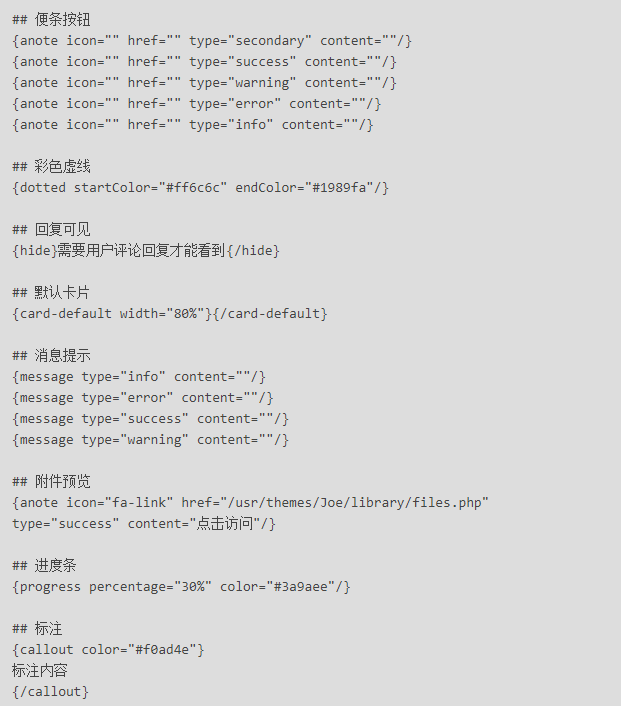 ## 便条按钮
{anote icon="" href="" type="secondary" content=""/}
{anote icon="" href="" type="success" content=""/}
{anote icon="" href="" type="warning" content=""/}
{anote icon="" href="" type="error" content=""/}
{anote icon="" href="" type="info" content=""/}
## 彩色虚线
{dotted startColor="#ff6c6c" endColor="#1989fa"/}
## 回复可见
{hide}需要用户评论回复才能看到{/hide}
## 默认卡片
{card-default width="80%"}{/card-default}
## 消息提示
{message type="info" content=""/}
{message type="error" content=""/}
{message type="success" content=""/}
{message type="warning" content=""/}
## 附件预览
{anote icon="fa-link" href="/usr/themes/Joe/library/files.php"
type="success" content="点击访问"/}
## 进度条
{progress percentage="30%" color="#3a9aee"/}
## 标注
{callout color="#f0ad4e"}
标注内容
{/callout}